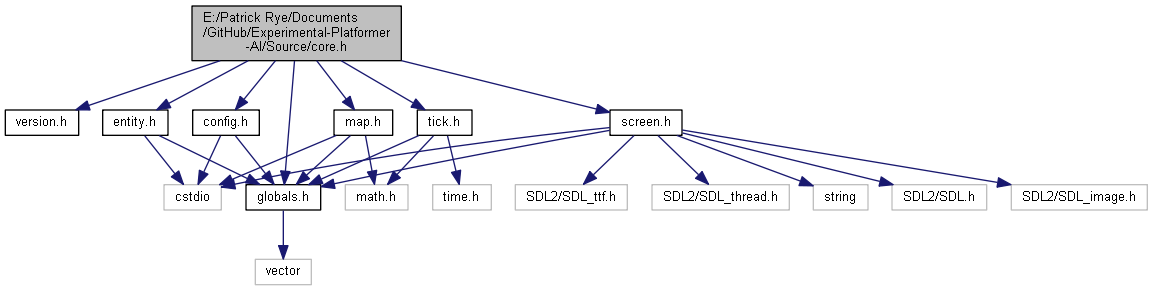 E:/Patrick Rye/Documents
/GitHub/Experimental-Platformer
-AI/Source/core.h
version.h
entity.h
config.h
map.h
tick.h
screen.h
cstdio
globals.h
math.h
time.h
SDL2/SDL_ttf.h
SDL2/SDL_thread.h
string
SDL2/SDL.h
SDL2/SDL_image.h
vector